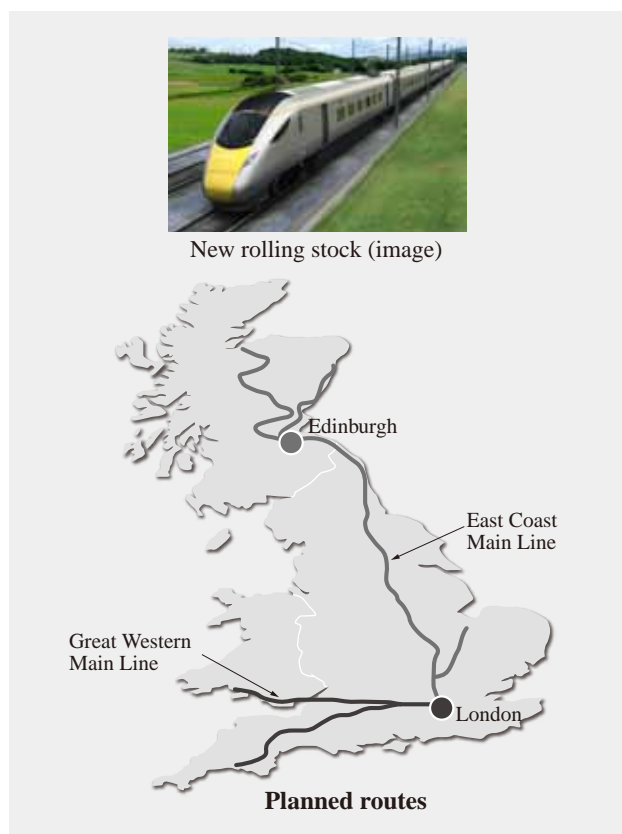 New rolling stock (image)
Edinburgh
East Coast
Main Line
Great Western
Main Line
London
Planned routes